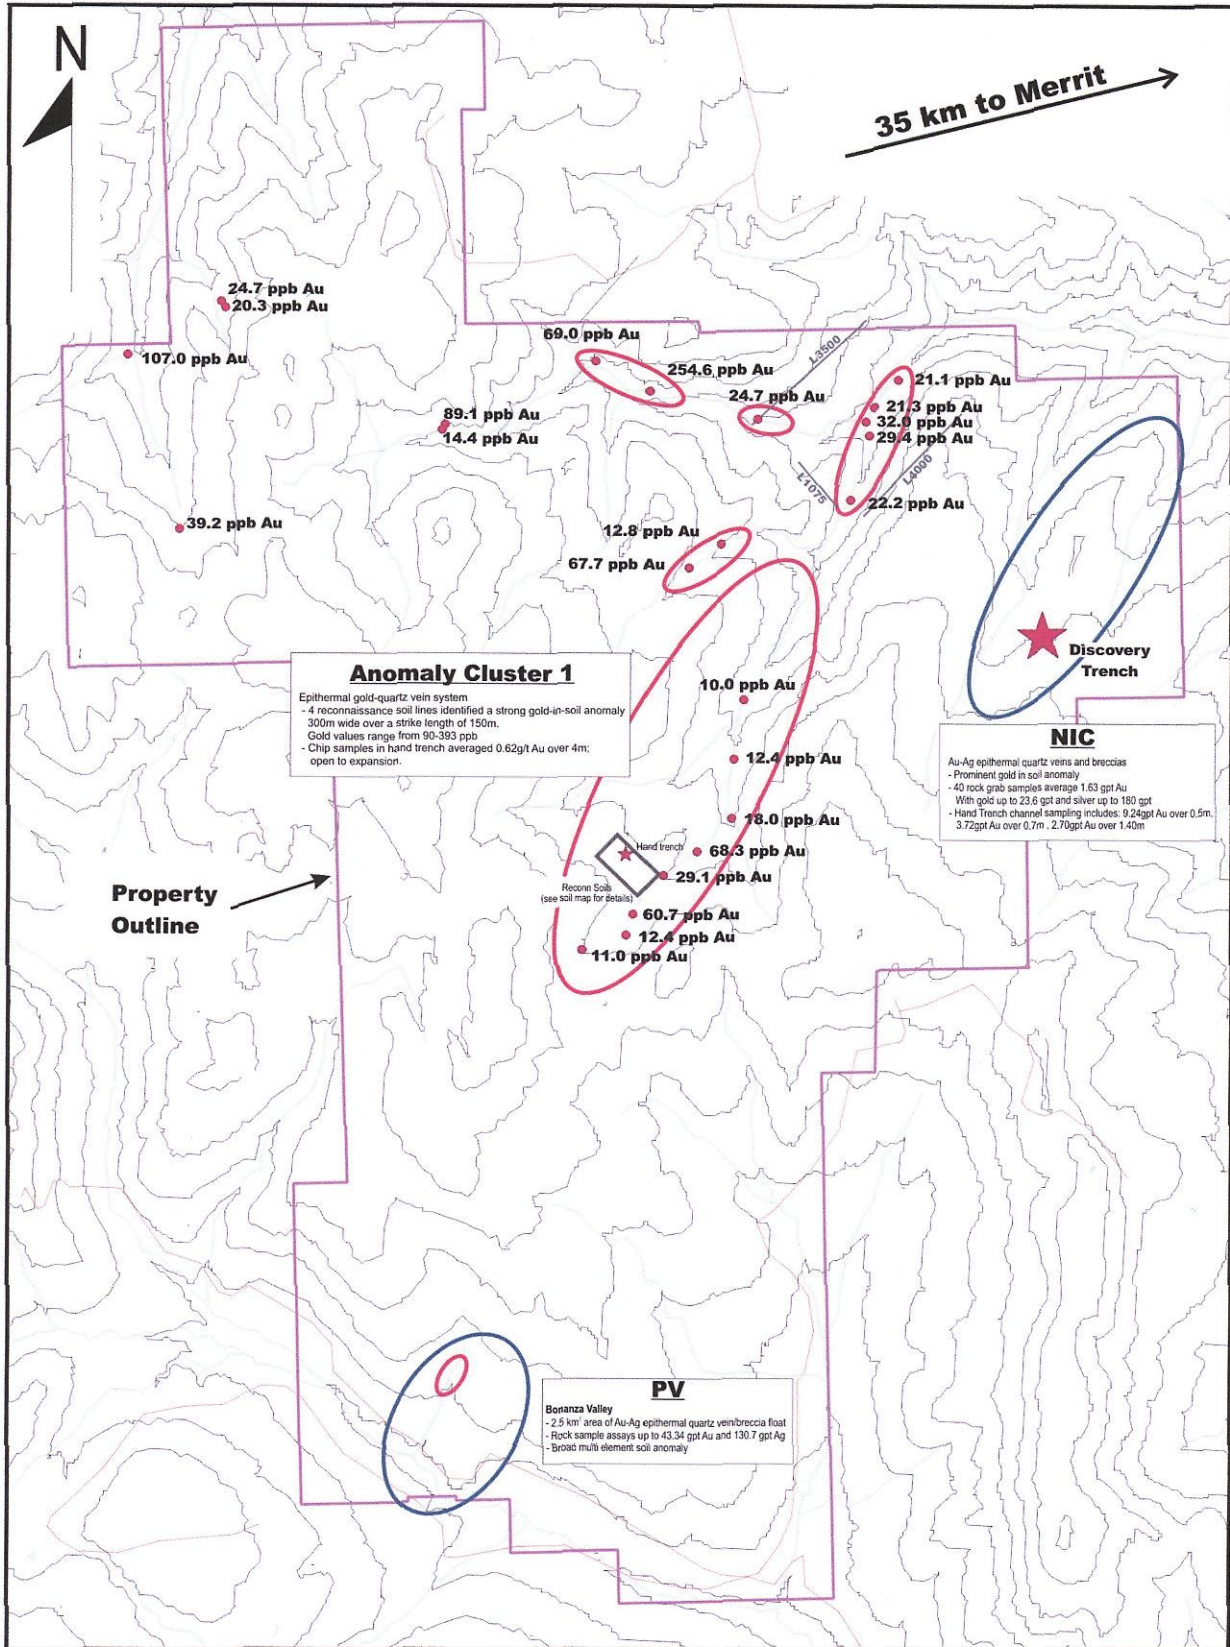 N
35 km to Merrit
24.7 ppb Au
20.3 ppb Au
107.0 ppb Au
69.0 ppb Au
254.6 ppb Au
24.7 ppb Au
L3500
21.1 ppb Au
21.3 ppb Au
32.0 ppb Au
29.4 ppb Au
89.1 ppb Au
14.4 ppb Au
L1075
L4000
22.2 ppb Au
39.2 ppb Au
12.8 ppb Au
67.7 ppb Au
Discovery
Trench
Anomaly Cluster 1
Epithermal gold-quartz vein system
- 4 reconnaissance soil lines identified a strong gold-in-soil anomaly
300m wide over a strike length of 150m.
Gold values range from 90-393 ppb
- Chip samples in hand trench averaged 0.62g/t Au over 4m;
open to expansion.
10.0 ppb Au
12.4 ppb Au
18.0 ppb Au
NIC
Au-Ag epithermal quartz veins and breccias
- Prominent gold in soil anomaly
- 40 rock grab samples average 1.63 gpt Au
With gold up to 23.6 gpt and silver up to 180 gpt
- Hand Trench channel sampling includes: 9.24gpt Au over 0.5m,
3.72gpt Au over 0.7m , 2.70gpt Au over 1.40m
Hand trench
68.3 ppb Au
29.1 ppb Au
Reconn Soils
(see soil map for details)
60.7 ppb Au
12.4 ppb Au
11.0 ppb Au
Property
Outline
PV
Bonanza Valley
- 2.5 km² area of Au-Ag epithermal quartz vein/breccia float
- Rock sample assays up to 43.34 gpt Au and 130.7 gpt Ag
- Broad multi element soil anomaly